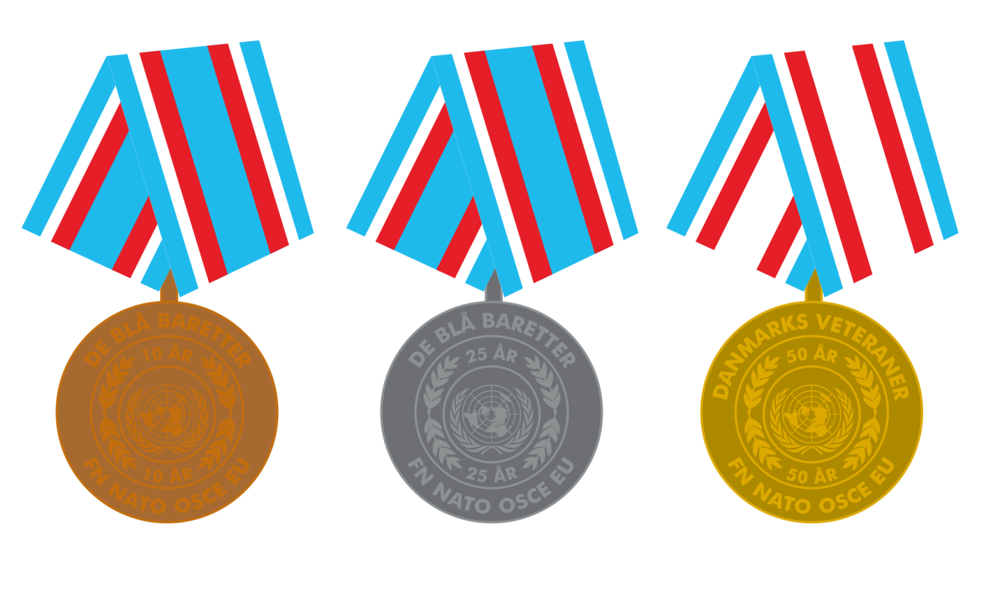 DE BLÅ BARETTER
10 ÅR
10 ÅR
FN NATO OSCE EU
DE BLÅ BARETTER
25 ÅR
25 ÅR
FN NATO OSCE EU
DANMARKS VETERANER
50 ÅR
50 ÅR
FN NATO OSCE EU